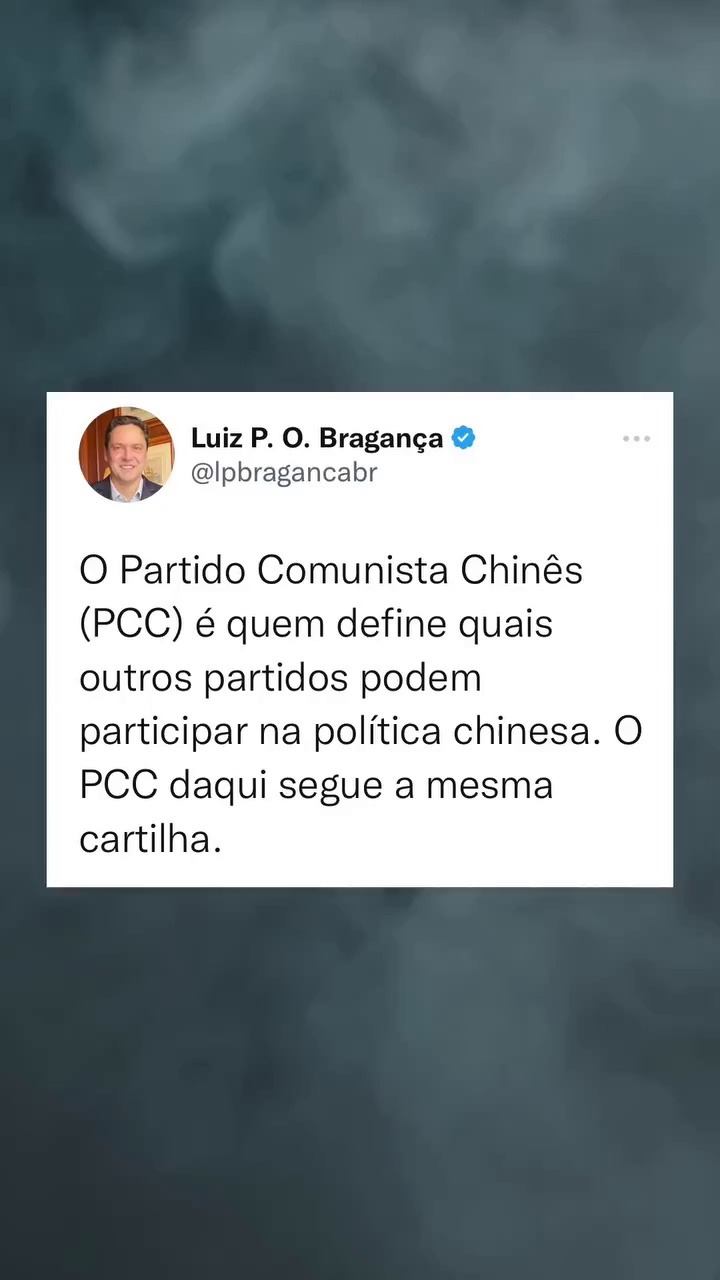 Luiz P. O. Bragança
@lpbragancabr
O Partido Comunista Chinês
(PCC) é quem define quais
outros partidos podem
participar na política chinesa. O
PCC daqui segue a mesma
cartilha.